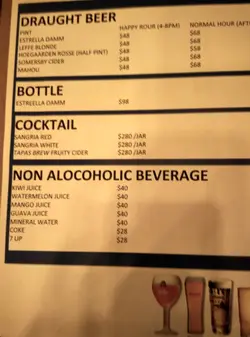 DRAUGHT BEER
PINT HAPPY HOUR (4-8PM) NORMAL HOUR (AFT
ESTRELLA DAMM $48 $68
LEFFE BLONDE $48 $68
HOEGAARDEN ROSSE (HALF PINT) $48 $58
SOMERSBY CIDER $48 $68
MAHOU $48 $68
BOTTLE
ESTREELLA DAMM $98
COCKTAIL
SANGRIA RED $280 /JAR
SANGRIA WHITE $280 /JAR
TAPAS BREW FRUITY CIDER $280 /JAR
NON ALOCOHOLIC BEVERAGE
KIWI JUICE $40
WATERMELON JUICE $40
MANGO JUICE $40
GUAVA JUICE $40
MINERAL WATER $40
COKE $28
7 UP $28